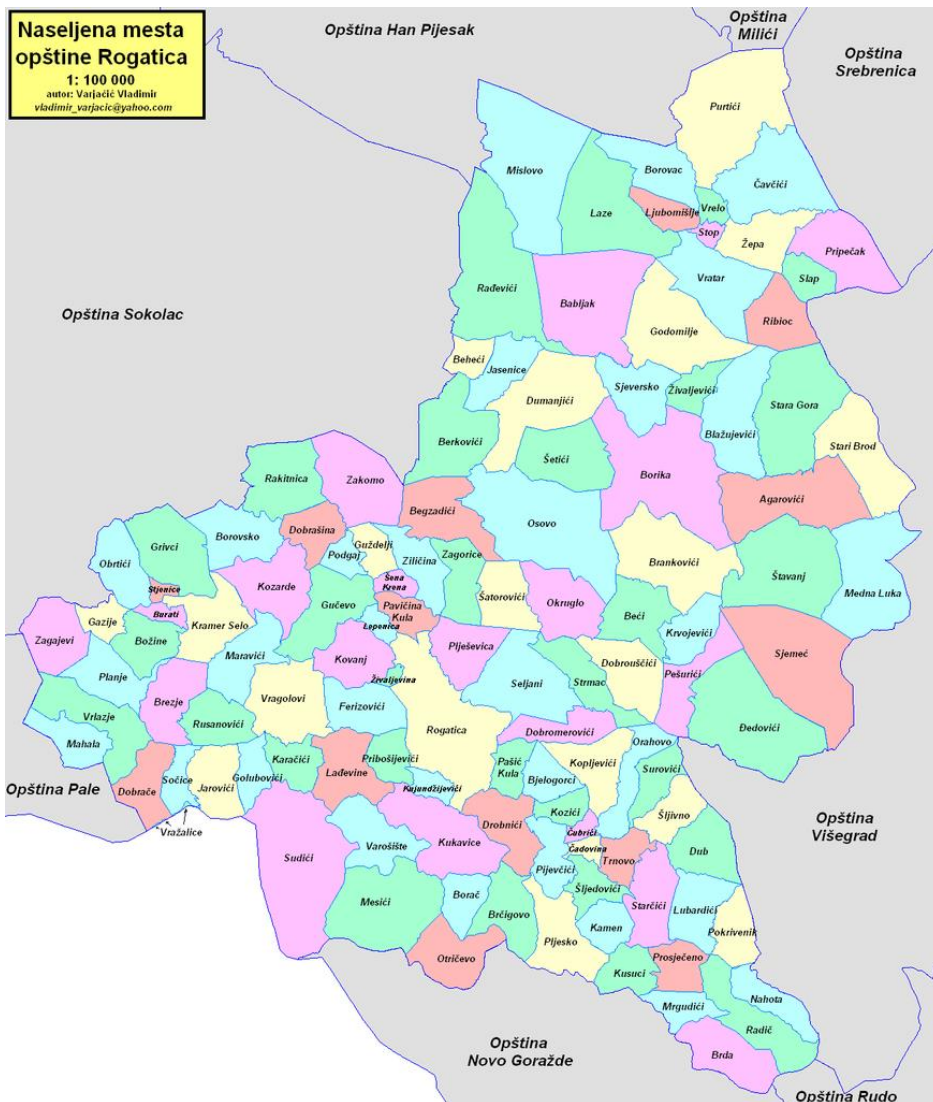 Naseljena mesta
opštine Rogatica
1: 100 000
autor: Varjačić Vladimir
vladimir_varjacic@yahoo.com
Opština Han Pijesak
Opština
Milići
Opština
Srebrenica
Purtići
Mislovo
Borovac
Čavčići
Laze
Ljubomišlje
Vrelo
Stop
Žepa
Pripečak
Rađevići
Babljak
Vratar
Slap
Opština Sokolac
Godomilje
Ribioc
Beheći
Jasenice
Dumanjići
Sjeversko
Živaljevići
Stara Gora
Blažujevići
Stari Brod
Berkovići
Šetići
Borika
Rakitnica
Zakomo
Agarovići
Begzadići
Osovo
Dobrašina
Borovsko
Guždelji
Grivci
Podgaj
Ziličina
Zagorice
Obrtići
Brankovići
Štavanj
Medna Luka
Stjenice
Kozarde
Šena
Krena
Šatorovići
Okruglo
Gučevo
Pavičina
Kula
Beći
Gazije
Burati
Kramer Selo
Lopenica
Krvojevići
Zagajevi
Božine
Maravići
Kovanj
Plješevica
Dobrouščići
Sjemeć
Planje
Živaljevina
Seljani
Strmac
Pešurići
Brezje
Vragolovi
Ferizovići
Vrlazje
Rusanovići
Rogatica
Dobromerovići
Đedovići
Mahala
Orahovo
Karačići
Pribošijevići
Pašić
Kula
Kopljevići
Surovići
Opština Pale
Dobrače
Sočice
Jarovići
Golubovići
Lađevine
Kujundžijevići
Bjelogorci
Vražalice
Kozići
Šljivno
Opština
Višegrad
Drobnići
Čubrići
Sudići
Varošište
Kukavice
Čadovina
Trnovo
Dub
Pijevčići
Mesići
Borač
Šljedovići
Starčići
Lubardići
Brčigovo
Kamen
Pokrivenik
Pljesko
Otričevo
Prosječeno
Kusuci
Nahota
Mrgudići
Radič
Opština
Novo Goražde
Brda
Opština Rudo